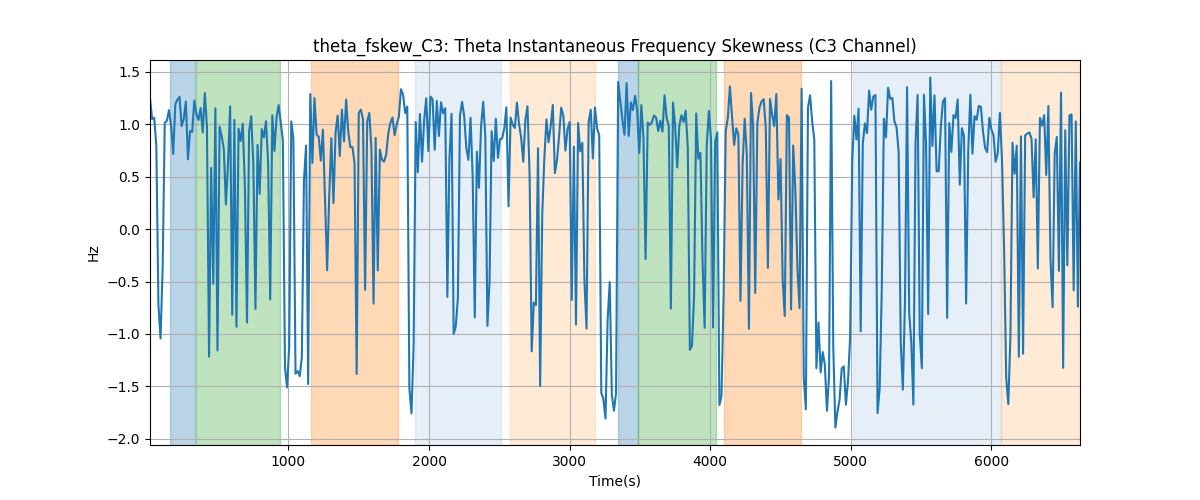 theta_fskew_C3: Theta Instantaneous Frequency Skewness (C3 Channel)
1.5
1.0
0.5
0.0
−0.5
−1.0
−1.5
−2.0
Hz
1000 2000 3000 4000 5000 6000
Time(s)